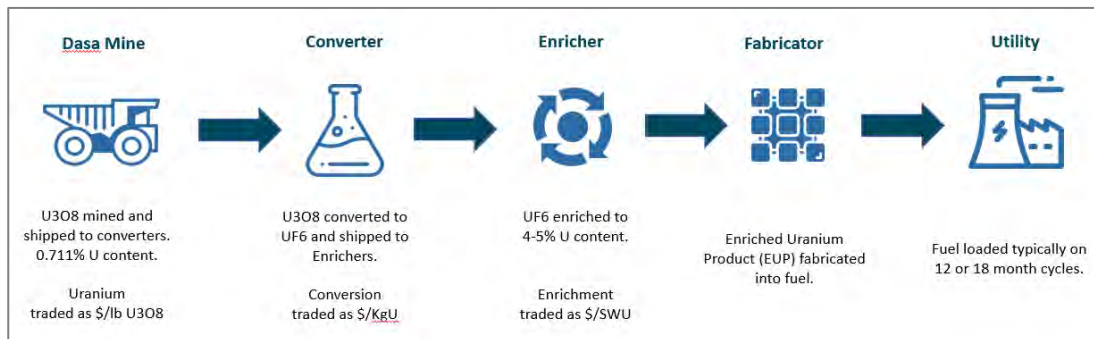 Dasa Mine
Converter
Enricher
Fabricator
Utility
U3O8 mined and
shipped to converters.
0.711% U content.
Uranium
traded as $/lb U3O8
U3O8 converted to
UF6 and shipped to
Enrichers.
Conversion
traded as $/KgU
UF6 enriched to
4-5% U content.
Enrichment
traded as $/SWU
Enriched Uranium
Product (EUP) fabricated
into fuel.
Fuel loaded typically on
12 or 18 month cycles.